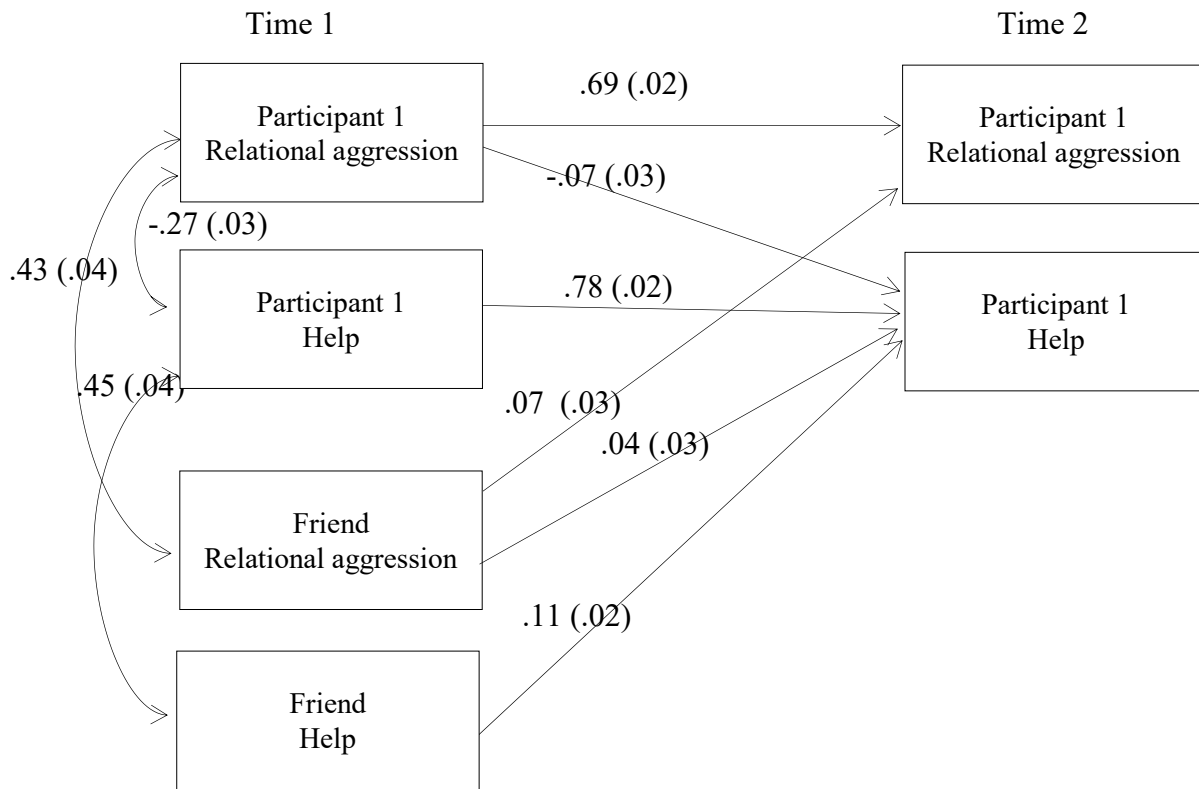 Time 1
Time 2
.69 (.02)
Participant 1
Relational aggression
Participant 1
Relational aggression
-.07 (.03)
-.27 (.03)
.43 (.04)
Participant 1
Help
.78 (.02)
Participant 1
Help
.45 (.04)
.07 (.03)
.04 (.03)
Friend
Relational aggression
.11 (.02)
Friend
Help